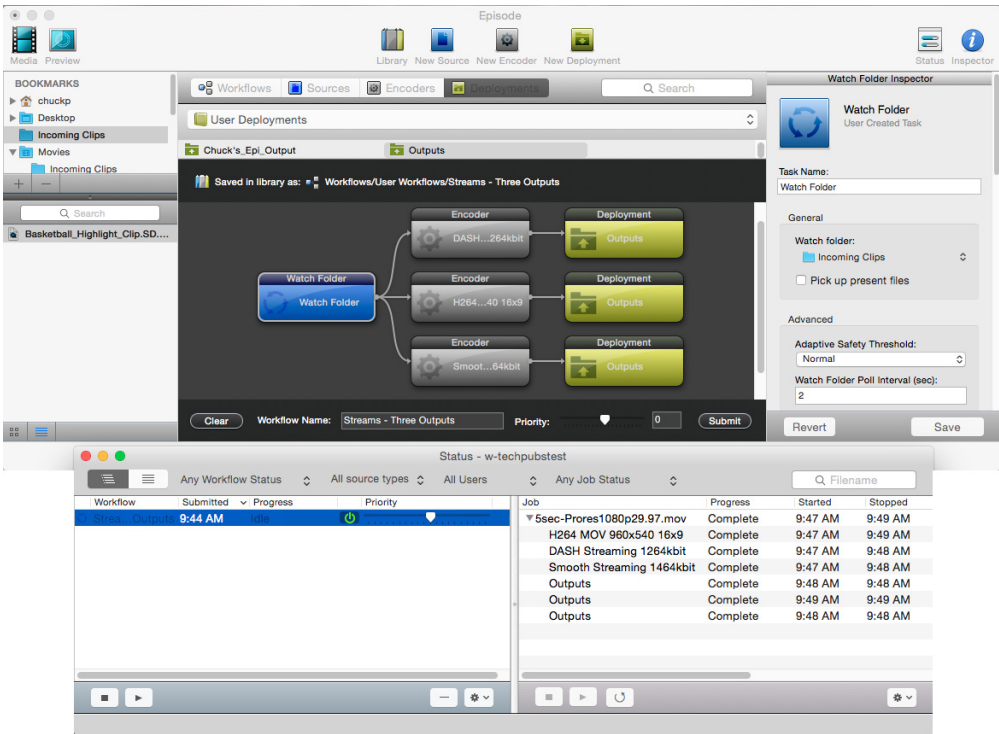 Episode
Media Preview
Library New Source New Encoder New Deployment
Status Inspector
BOOKMARKS
chuckp
Desktop
Incoming Clips
Movies
Incoming Clips
Search
Basketball_Highlight_Clip.SD....
Workflows Sources Encoders Deployments
Search
User Deployments
Chuck's_Epi_Output Outputs
Saved in library as: Workflows/User Workflows/Streams - Three Outputs
Watch Folder
Watch Folder
Encoder
DASH...264kbit
Deployment
Outputs
Encoder
H264...40 16x9
Deployment
Outputs
Encoder
Smoot...64kbit
Deployment
Outputs
Clear Workflow Name: Streams - Three Outputs Priority: 0 Submit
Watch Folder Inspector
Watch Folder
User Created Task
Task Name:
Watch Folder
General
Watch folder:
Incoming Clips
Pick up present files
Advanced
Adaptive Safety Threshold:
Normal
Watch Folder Poll Interval (sec):
2
Revert Save
Status - w-techpubstest
Any Workflow Status All source types All Users Any Job Status Filename
Workflow Submitted Progress Priority
Strea...Outputs 9:44 AM Idle
Job Progress Started Stopped
5sec-Prores1080p29.97.mov Complete 9:47 AM 9:49 AM
H264 MOV 960x540 16x9 Complete 9:47 AM 9:49 AM
DASH Streaming 1264kbit Complete 9:47 AM 9:48 AM
Smooth Streaming 1464kbit Complete 9:47 AM 9:48 AM
Outputs Complete 9:48 AM 9:48 AM
Outputs Complete 9:49 AM 9:49 AM
Outputs Complete 9:48 AM 9:48 AM